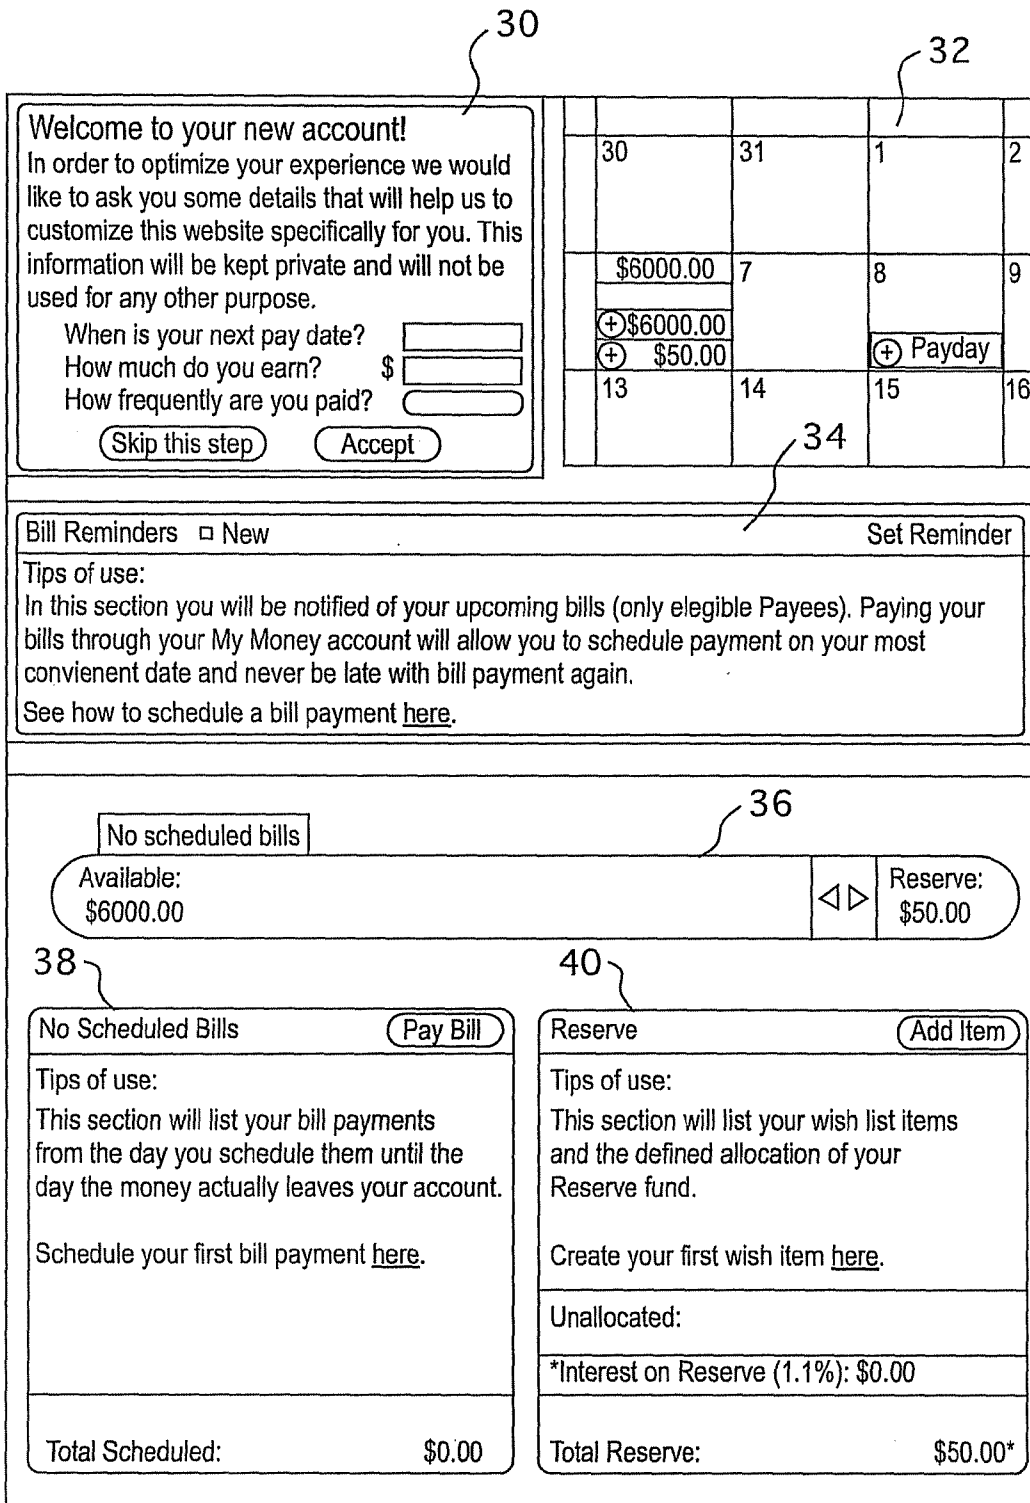 30
32
Welcome to your new account!
In order to optimize your experience we would
like to ask you some details that will help us to
customize this website specifically for you. This
information will be kept private and will not be
used for any other purpose.
When is your next pay date?
How much do you earn? $
How frequently are you paid?
Skip this step Accept
30 31 1 2
$6000.00 7 8 9
+ $6000.00
+ $50.00 + Payday
13 14 15 16
34
Bill Reminders □ New Set Reminder
Tips of use:
In this section you will be notified of your upcoming bills (only elegible Payees). Paying your
bills through your My Money account will allow you to schedule payment on your most
convienent date and never be late with bill payment again.
See how to schedule a bill payment here.
36
No scheduled bills
Available: Reserve:
$6000.00 $50.00
38
No Scheduled Bills Pay Bill
Tips of use:
This section will list your bill payments
from the day you schedule them until the
day the money actually leaves your account.
Schedule your first bill payment here.
Total Scheduled: $0.00
40
Reserve Add Item
Tips of use:
This section will list your wish list items
and the defined allocation of your
Reserve fund.
Create your first wish item here.
Unallocated:
*Interest on Reserve (1.1%): $0.00
Total Reserve: $50.00*